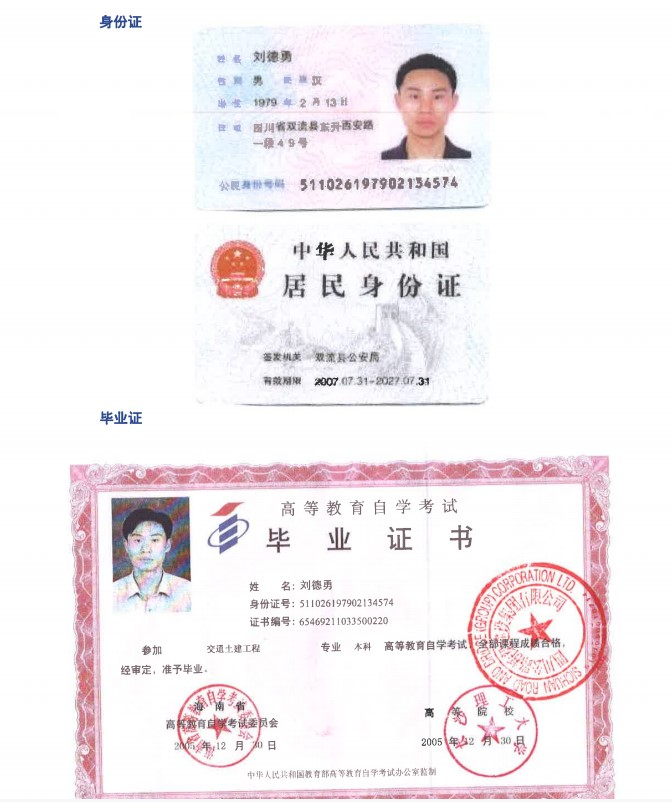 身份证
姓名 刘德勇
性别 男 民族 汉
出生 1979 年 2 月 13 日
住址 四川省双流县东升西安路
一段49号
公民身份号码 511026197902134574
中华人民共和国
居民身份证
签发机关 双流县公安局
有效期限 2007.07.31-2027.07.31
毕业证
高等教育自学考试
毕业证书
姓 名: 刘德勇
身份证号: 511026197902134574
证书编号: 65469211033500220
参加 交通土建工程 专业 本科 高等教育自学考试,全部课程成绩合格,
经审定,准予毕业。
SICHUAN ROAD AND BRIDGE (GROUP) CORPORATION LTD.
海南省
高等教育自学考试委员会
2005 年 12 月 30 日
高等院校
理工大学
2005 年 12 月 30 日
中华人民共和国教育部高等教育自学考试办公室监制